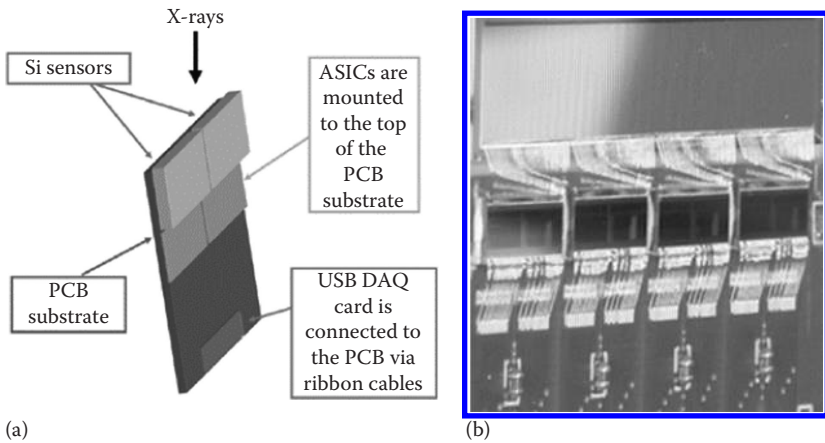 X-rays
Si sensors
ASICs are
mounted
to the top
of the
PCB
substrate
PCB
substrate
USB DAQ
card is
connected to
the PCB via
ribbon cables
(a)
(b)